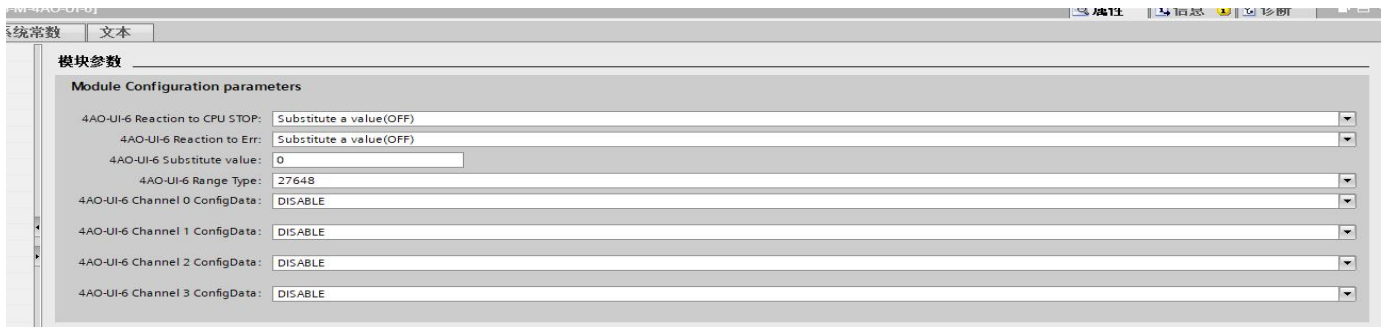 属性 信息 诊断
系统常数 文本
模块参数
Module Configuration parameters
4AO-UI-6 Reaction to CPU STOP: Substitute a value(OFF)
4AO-UI-6 Reaction to Err: Substitute a value(OFF)
4AO-UI-6 Substitute value: 0
4AO-UI-6 Range Type: 27648
4AO-UI-6 Channel 0 ConfigData: DISABLE
4AO-UI-6 Channel 1 ConfigData: DISABLE
4AO-UI-6 Channel 2 ConfigData: DISABLE
4AO-UI-6 Channel 3 ConfigData: DISABLE